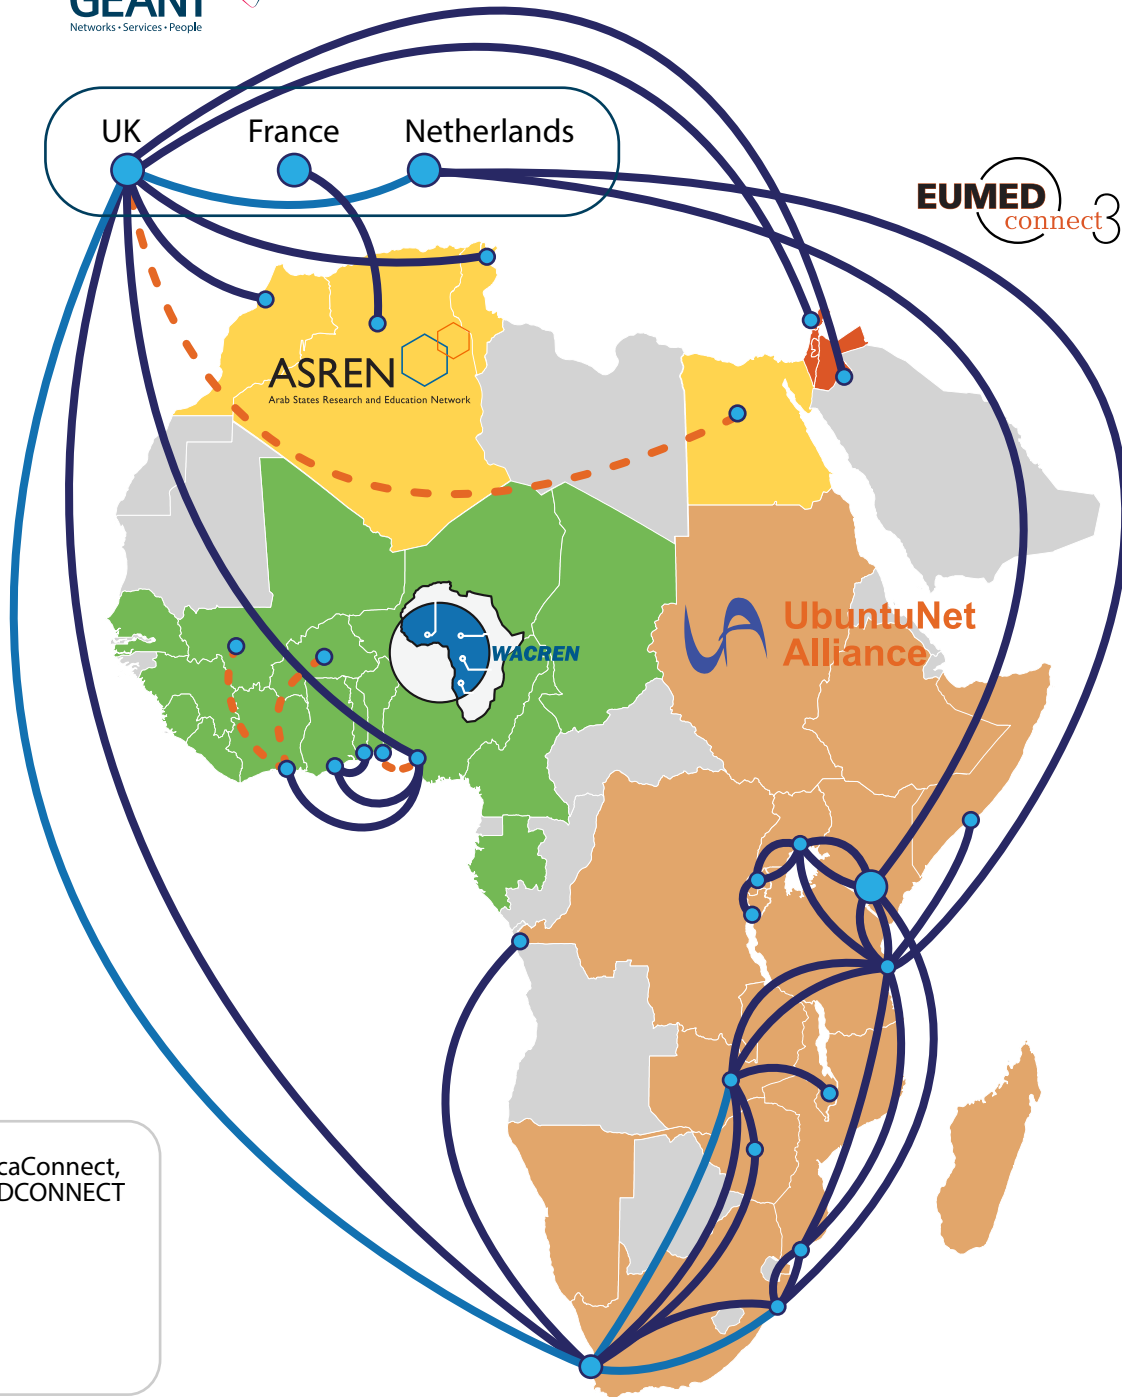 GEANT
Networks • Services • People
UK
France
Netherlands
EUMED
connect3
ASREN
Arab States Research and Education Network
WACREN
UbuntuNet
Alliance
caConnect,
DCONNECT